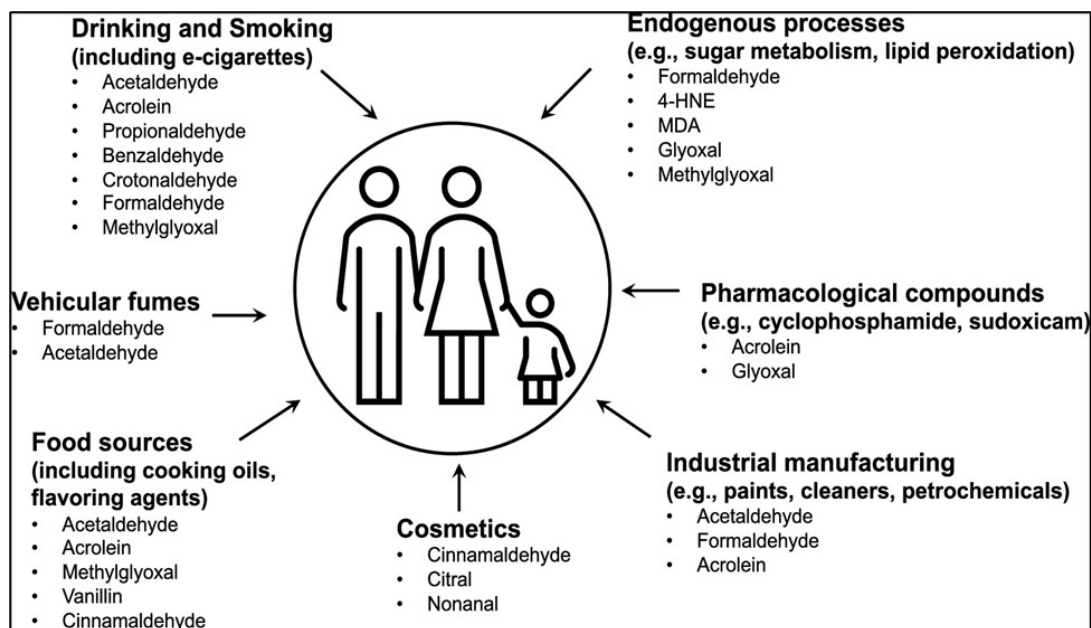 Drinking and Smoking
(including e-cigarettes)
• Acetaldehyde
• Acrolein
• Propionaldehyde
• Benzaldehyde
• Crotonaldehyde
• Formaldehyde
• Methylglyoxal
Endogenous processes
(e.g., sugar metabolism, lipid peroxidation)
• Formaldehyde
• 4-HNE
• MDA
• Glyoxal
• Methylglyoxal
Vehicular fumes
• Formaldehyde
• Acetaldehyde
Pharmacological compounds
(e.g., cyclophosphamide, sudoxicam)
• Acrolein
• Glyoxal
Food sources
(including cooking oils,
flavoring agents)
• Acetaldehyde
• Acrolein
• Methylglyoxal
• Vanillin
• Cinnamaldehyde
Cosmetics
• Cinnamaldehyde
• Citral
• Nonanal
Industrial manufacturing
(e.g., paints, cleaners, petrochemicals)
• Acetaldehyde
• Formaldehyde
• Acrolein